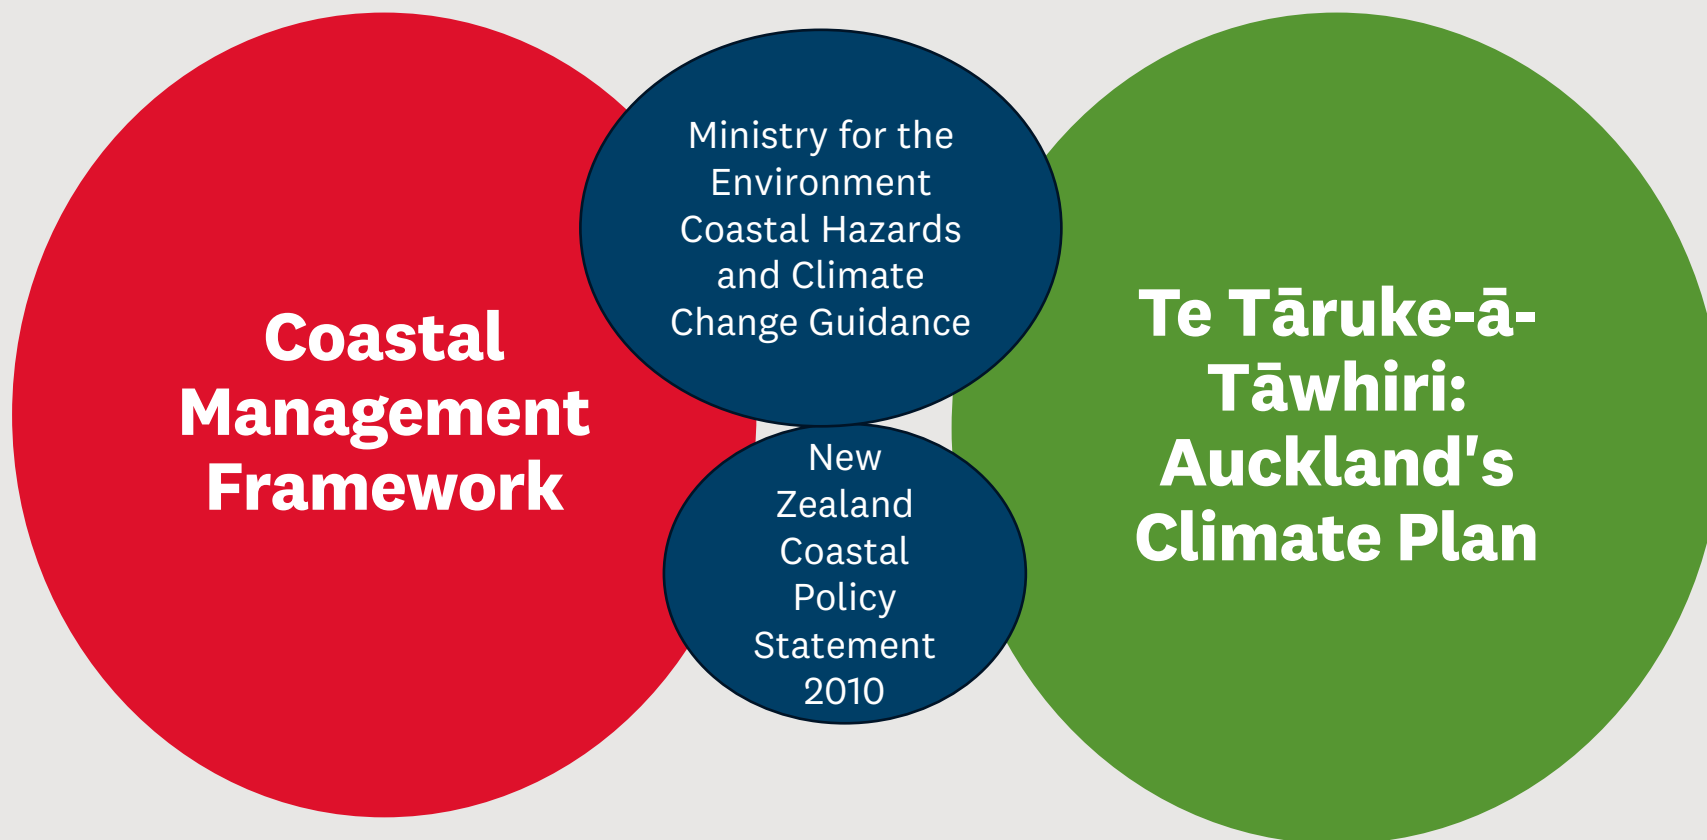 Coastal
Management
Framework
Ministry for the
Environment
Coastal Hazards
and Climate
Change Guidance
New
Zealand
Coastal
Policy
Statement
2010
Te Tāruke-ā-
Tāwhiri:
Auckland's
Climate Plan